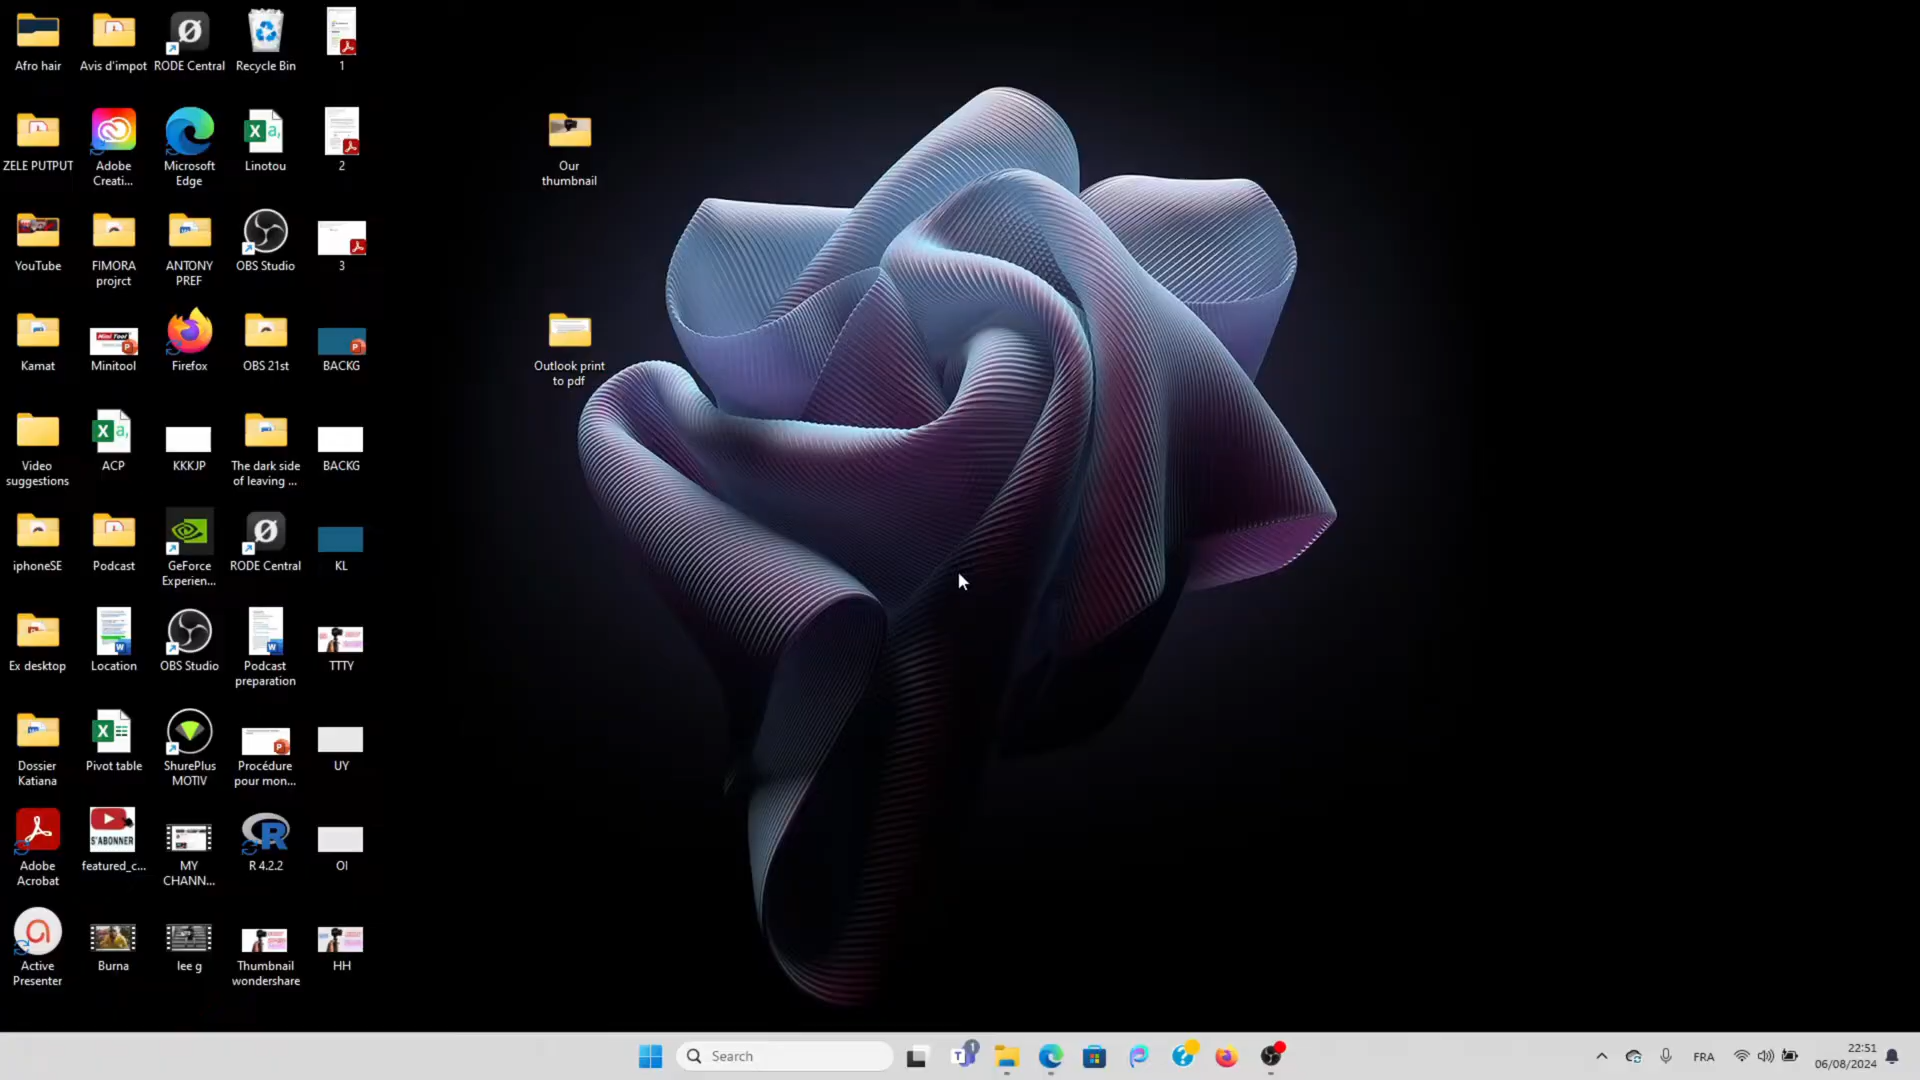 Afro hair
Avis d'impot
RODE Central
Recycle Bin
1
ZELE PUTPUT
Adobe
Creati...
Microsoft
Edge
Linotou
2
Our
thumbnail
YouTube
FIMORA
projrct
ANTONY
PREF
OBS Studio
3
Kamat
Minitool
Firefox
OBS 21st
BACKG
Outlook print
to pdf
Video
suggestions
ACP
KKKJP
The dark side
of leaving ...
BACKG
iphoneSE
Podcast
GeForce
Experien...
RODE Central
KL
Ex desktop
Location
OBS Studio
Podcast
preparation
TTTY
Dossier
Katiana
Pivot table
ShurePlus
MOTIV
Procédure
pour mon...
UY
S'ABONNER
Adobe
Acrobat
featured_c...
MY
CHANN...
R 4.2.2
OI
Active
Presenter
Burna
lee g
Thumbnail
wondershare
HH
Search
1
FRA
22:51
06/08/2024